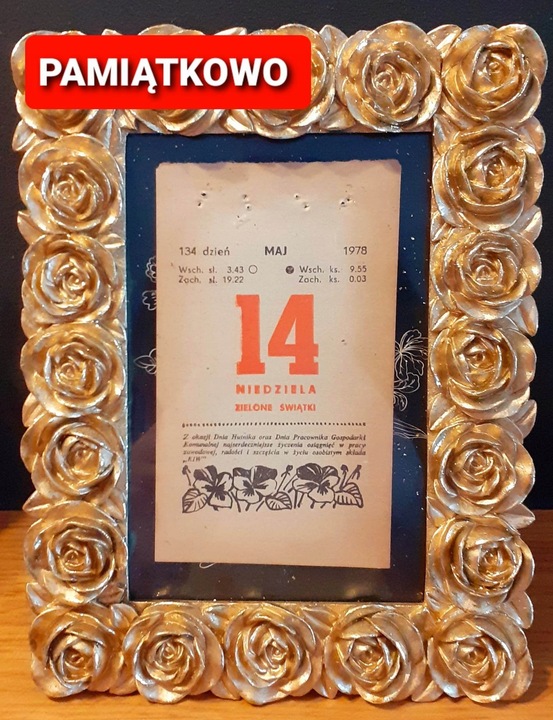 PAMIĄTKOWO
134 dzień MAJ 1978
Wsch. sł. 3.43 Wsch. ks. 9.55
Zach. sł. 19.22 Zach. ks. 0.03
14
NIEDZIELA
ZIELONE ŚWIĄTKI
Z okazji Dnia Hutnika oraz Dnia Pracownika Gospodarki
Komunalnej najserdeczniejsze życzenia osiągnięć w pracy
zawodowej, radości i szczęścia w życiu osobistym składa
„KIW"